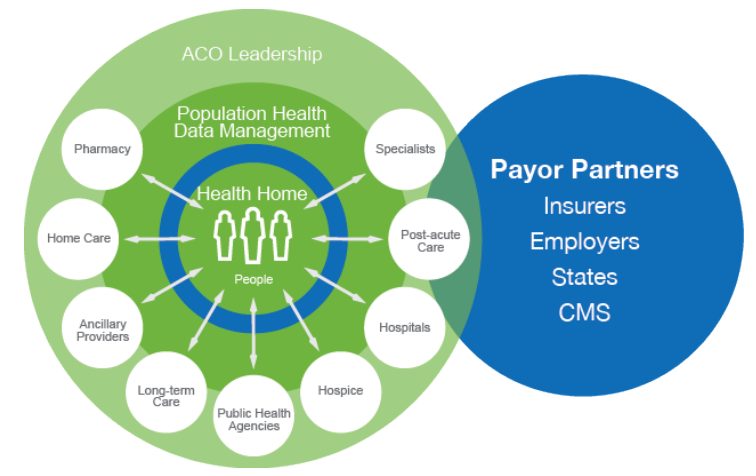 ACO Leadership
Population Health
Data Management
Health Home
People
Pharmacy
Home Care
Ancillary
Providers
Long-term
Care
Public Health
Agencies
Hospice
Hospitals
Post-acute
Care
Specialists
Payor Partners
Insurers
Employers
States
CMS